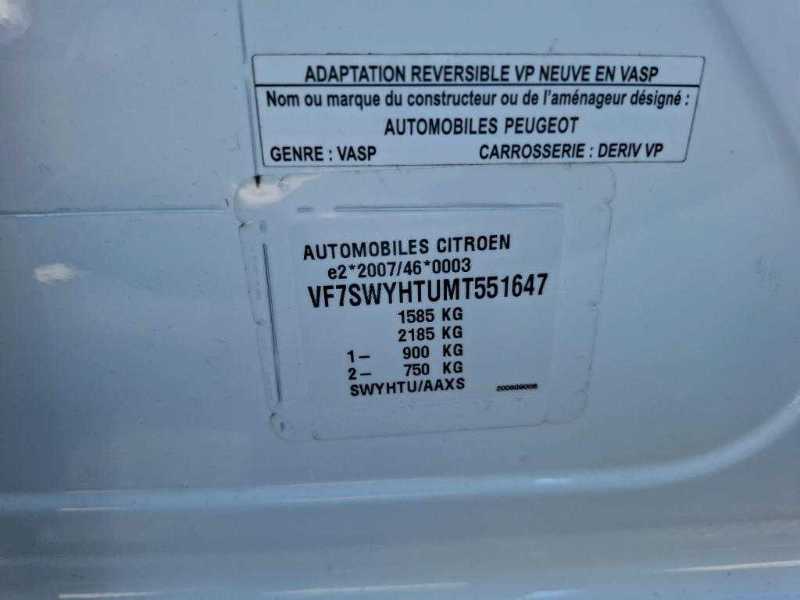 ADAPTATION REVERSIBLE VP NEUVE EN VASP
Nom ou marque du constructeur ou de l'aménageur désigné :
AUTOMOBILES PEUGEOT
GENRE : VASP CARROSSERIE : DERIV VP
AUTOMOBILES CITROEN
e2*2007/46*0003
VF7SWYHTUMT551647
1585 KG
2185 KG
1– 900 KG
2– 750 KG
SWYHTU/AAXS